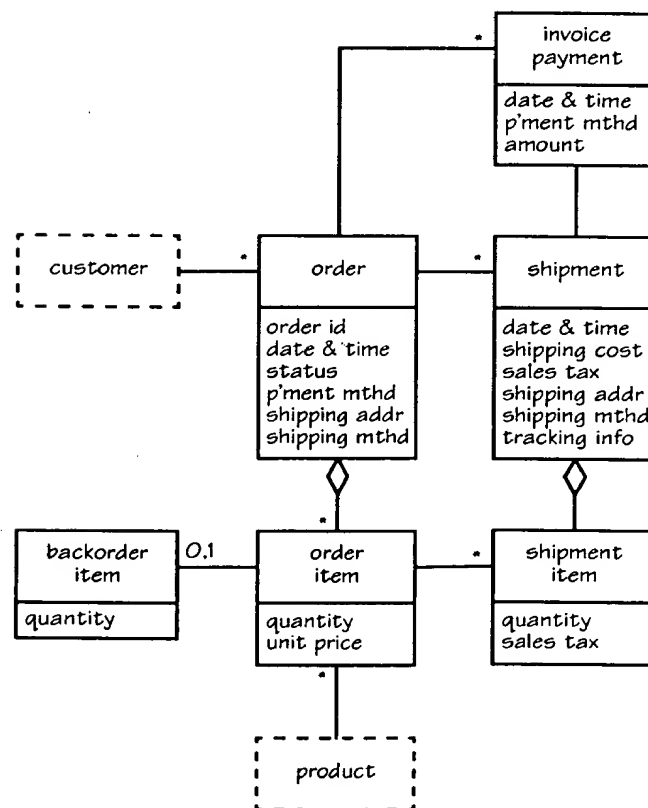 *
invoice
payment
date & time
p'ment mthd
amount
customer
*
order
*
shipment
order id
date & time
status
p'ment mthd
shipping addr
shipping mthd
date & time
shipping cost
sales tax
shipping addr
shipping mthd
tracking info
*
backorder
item
0,1
order
item
*
shipment
item
quantity
quantity
unit price
quantity
sales tax
*
product